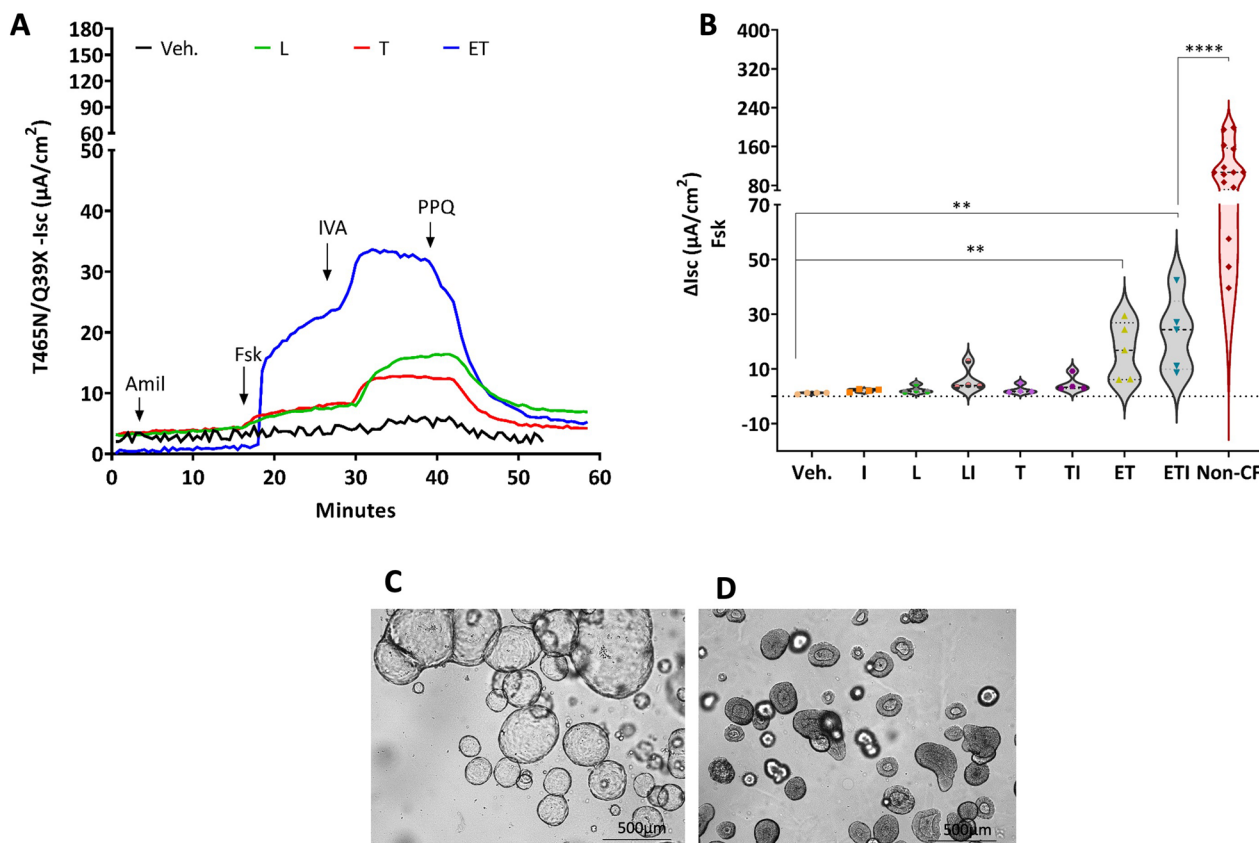 A
T465N/Q39X -Isc (µA/cm²)
180
150
120
90
60
50
40
30
20
10
0
Veh. L T ET
Amil
Fsk
IVA
PPQ
0 10 20 30 40 50 60
Minutes
B
ΔIsc (µA/cm²)
Fsk
400
320
240
160
80
70
50
30
10
-10
****
**
**
Veh. I L LI T TI ET ETI Non-CF
C
500µm
D
500µm